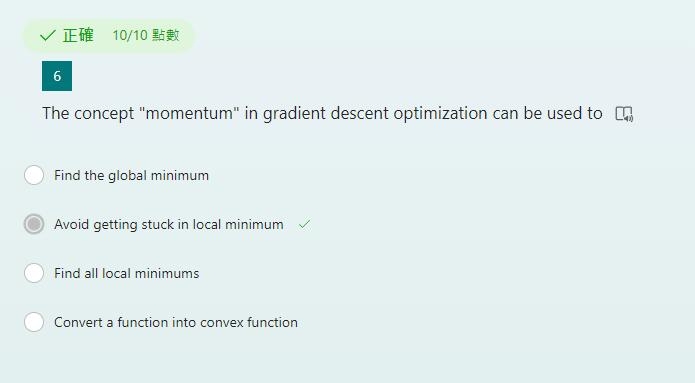 正確 10/10 點數
6
The concept "momentum" in gradient descent optimization can be used to
Find the global minimum
Avoid getting stuck in local minimum
Find all local minimums
Convert a function into convex function